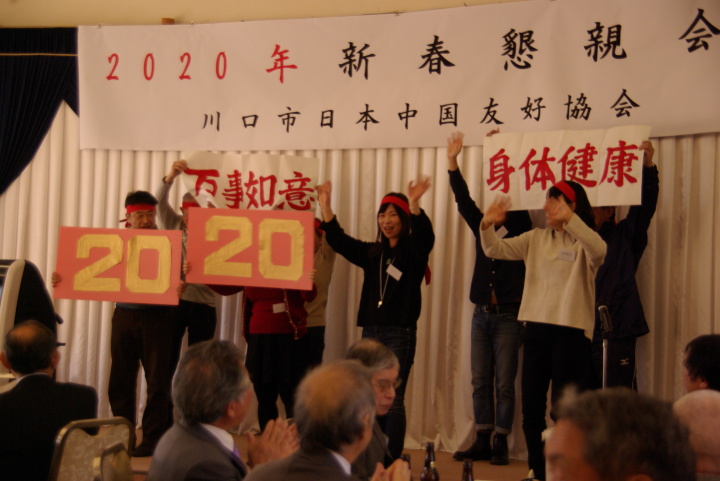 2020年 新春懇親会
川口市日本中国友好協会
万事如意
身体健康
20
20